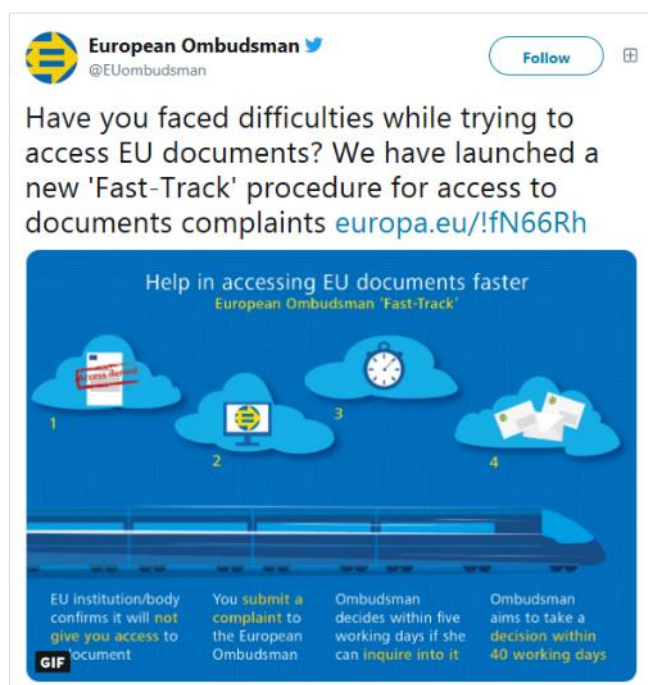 European Ombudsman
@EUombudsman
Follow
Have you faced difficulties while trying to
access EU documents? We have launched a
new 'Fast-Track' procedure for access to
documents complaints europa.eu/!fN66Rh
Help in accessing EU documents faster
European Ombudsman 'Fast-Track'
Access denied
1
2
3
4
EU institution/body
confirms it will not
give you access to
document
You submit a
complaint to
the European
Ombudsman
Ombudsman
decides within five
working days if she
can inquire into it
Ombudsman
aims to take a
decision within
40 working days
GIF